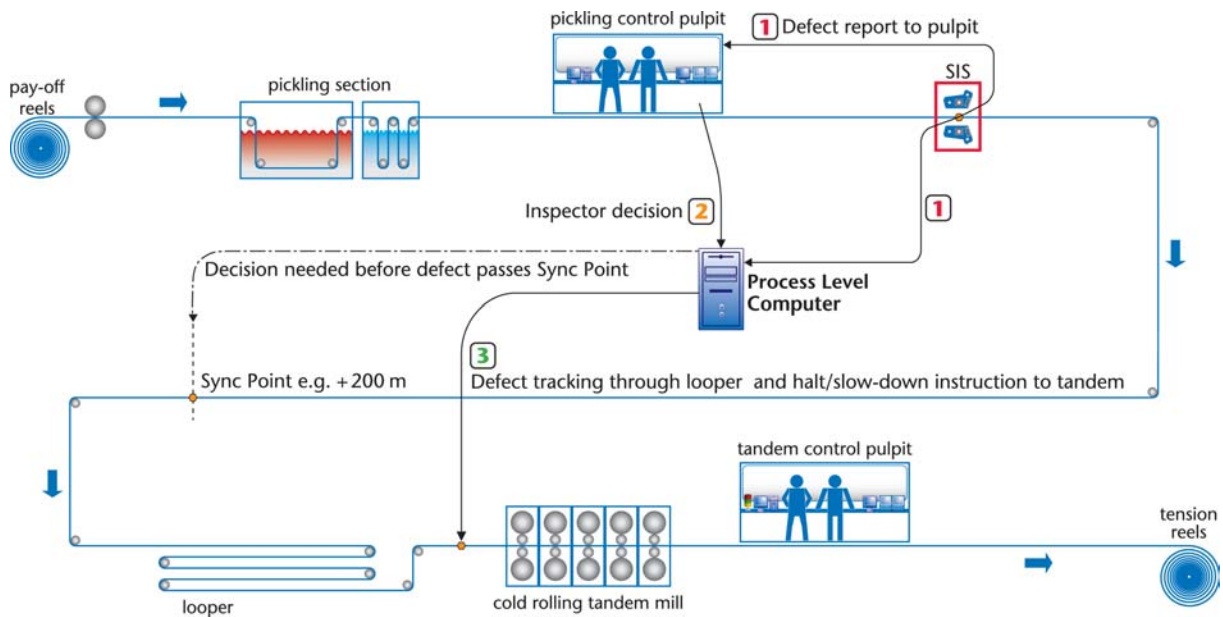 pickling control pulpit
1 Defect report to pulpit
SIS
pay-off
reels
pickling section
Inspector decision 2
1
Decision needed before defect passes Sync Point
Process Level
Computer
3
Sync Point e.g. +200 m
Defect tracking through looper and halt/slow-down instruction to tandem
tandem control pulpit
tension
reels
looper
cold rolling tandem mill